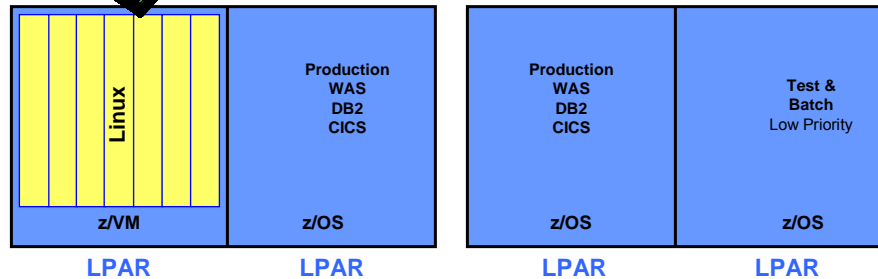 Linux
z/VM
LPAR
Production
WAS
DB2
CICS
z/OS
LPAR
Production
WAS
DB2
CICS
z/OS
LPAR
Test &
Batch
Low Priority
z/OS
LPAR